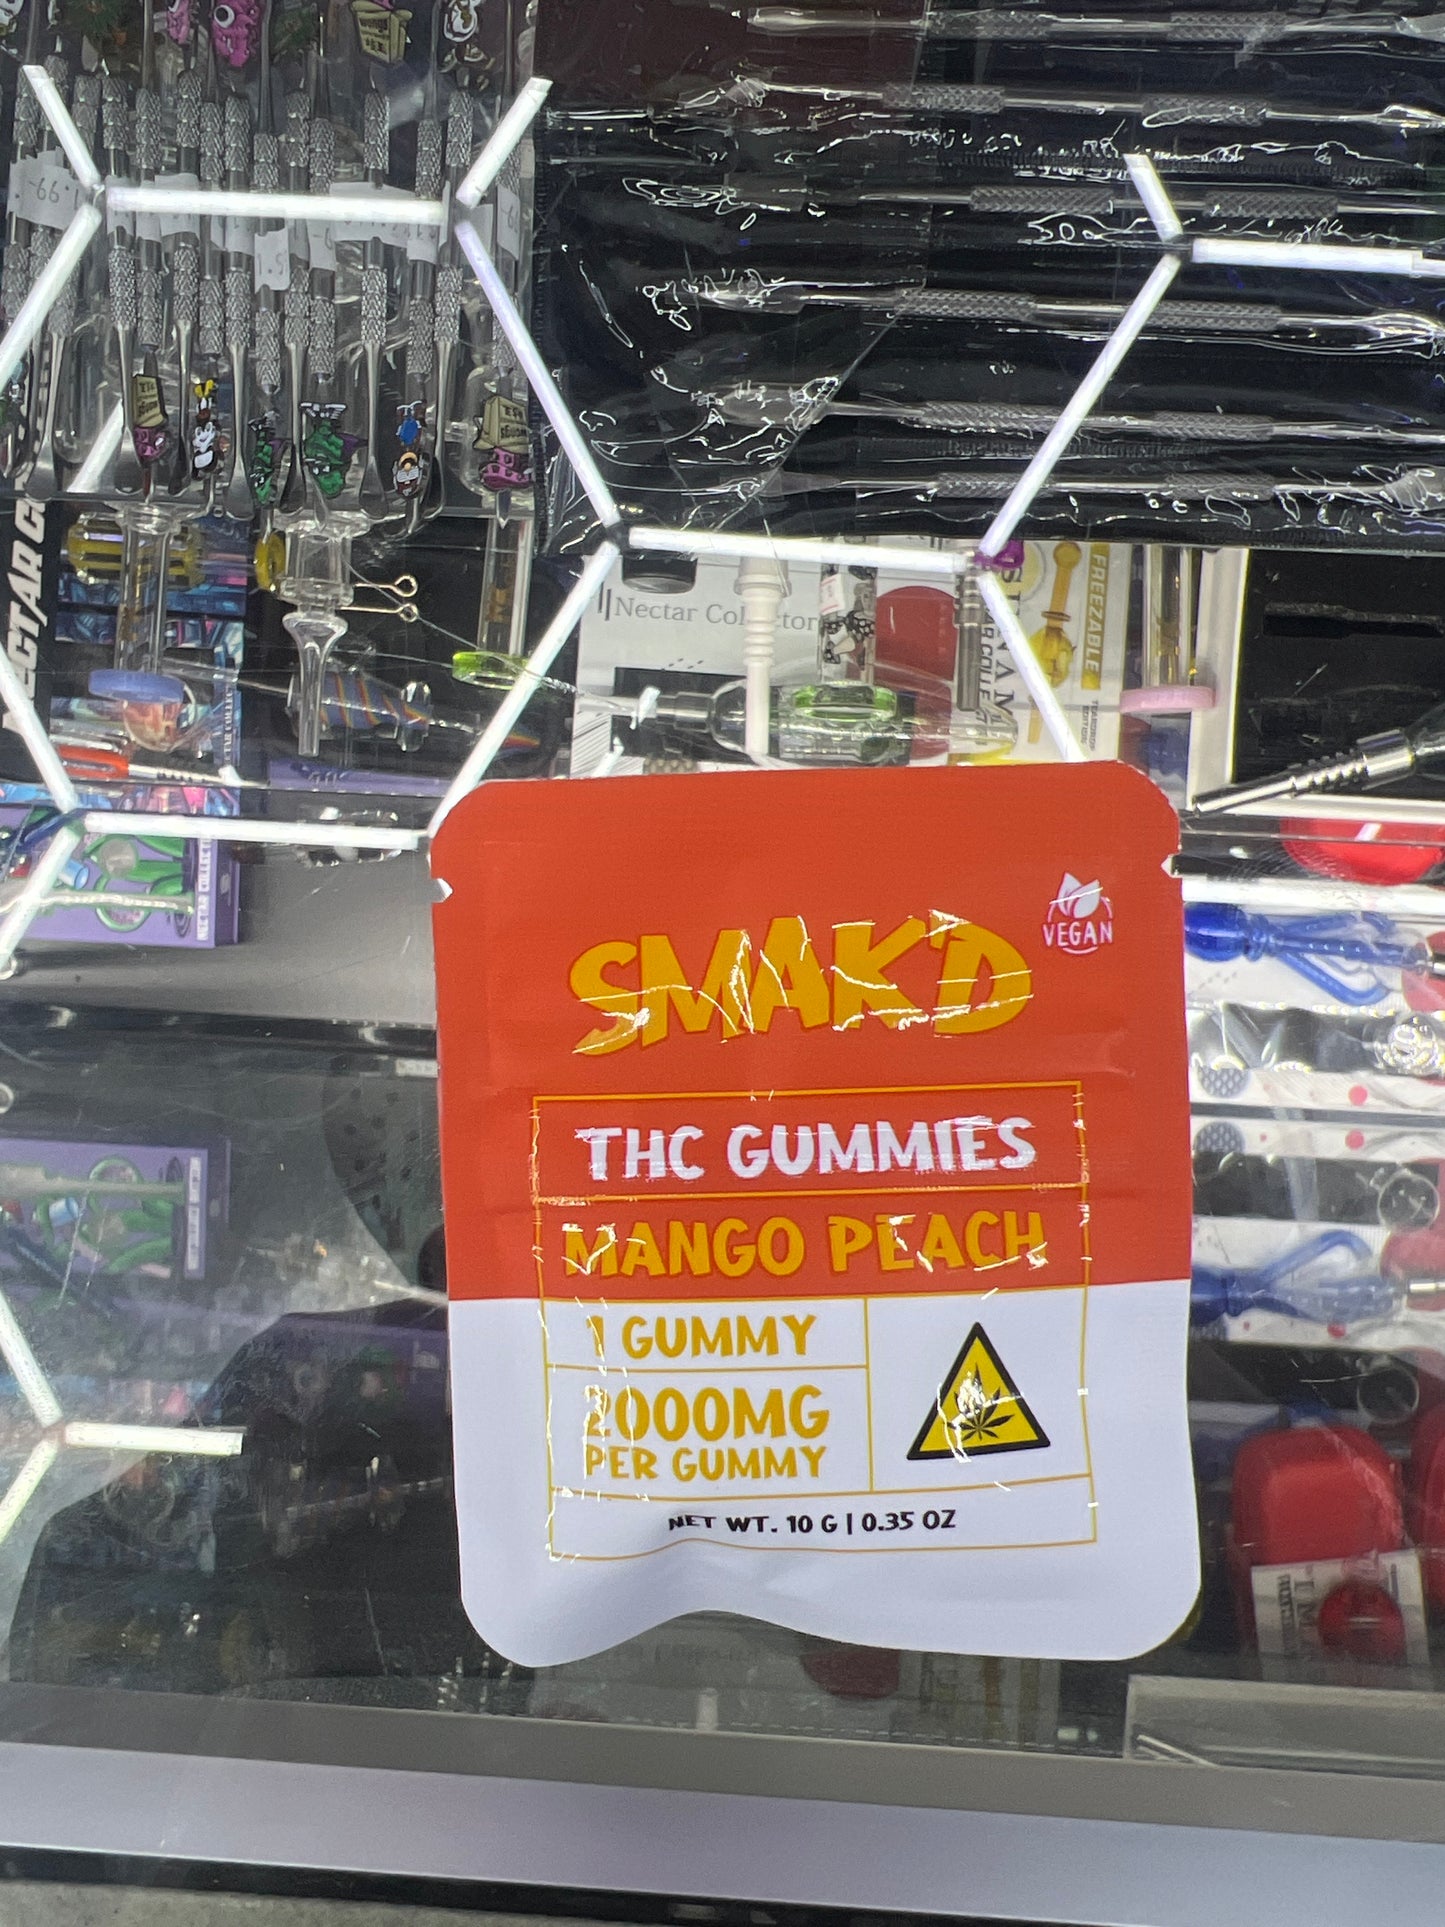 Nectar Collector
FREEZABLE
VEGAN
SMAK'D
THC GUMMIES
MANGO PEACH
1 GUMMY
2000MG
PER GUMMY
NET WT. 10 G | 0.35 OZ